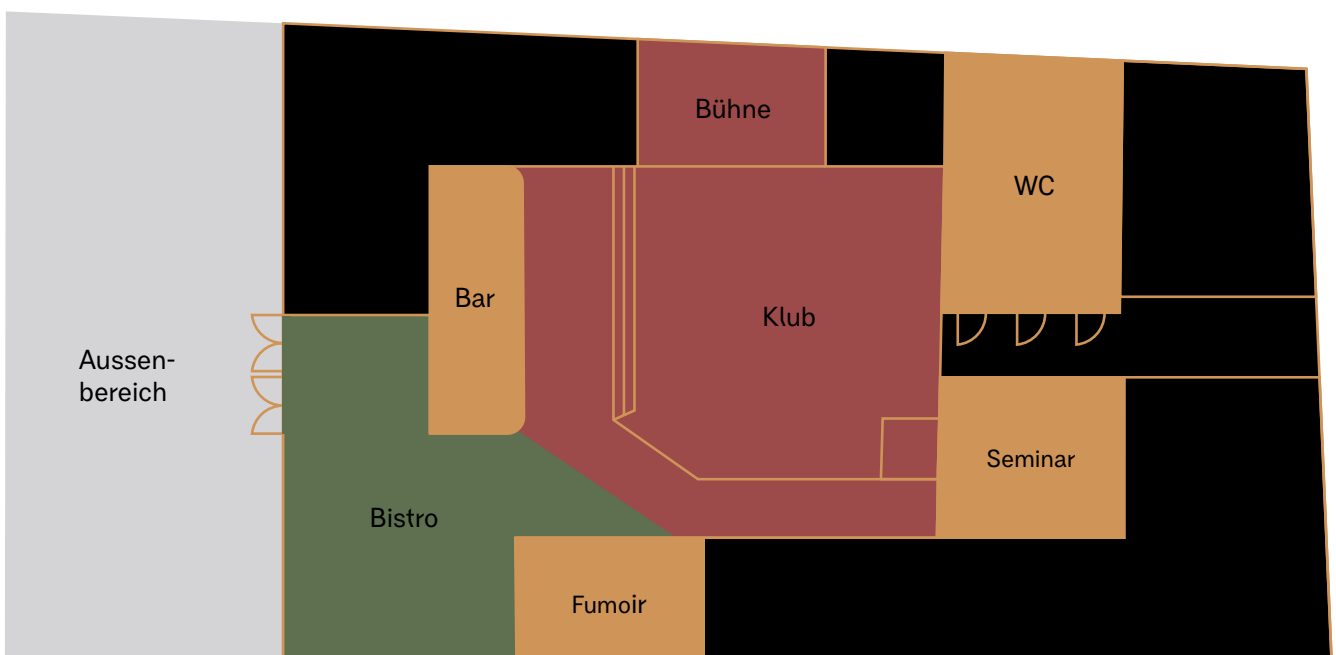 Bühne
WC
Bar
Klub
Aussen-
bereich
Seminar
Bistro
Fumoir